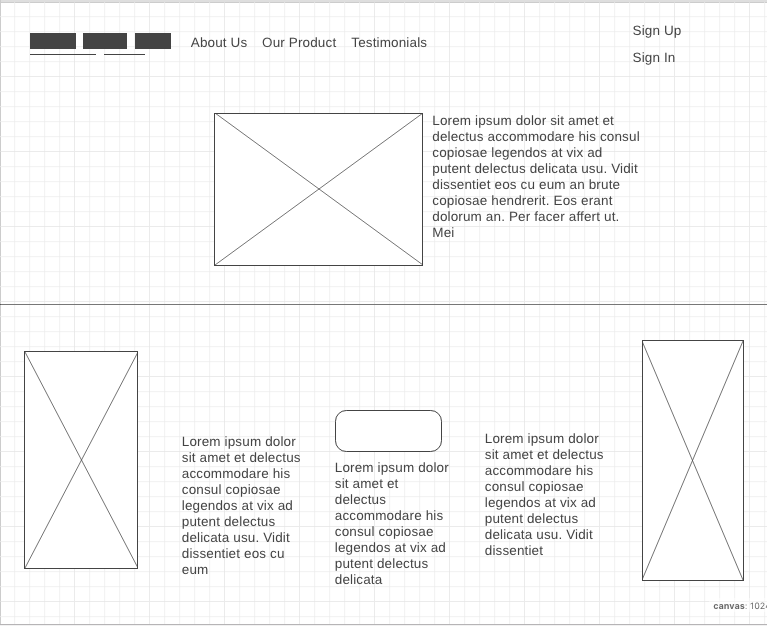 About Us Our Product Testimonials
Sign Up
Sign In
Lorem ipsum dolor sit amet et
delectus accommodare his consul
copiosae legendos at vix ad
putent delectus delicata usu. Vidit
dissentiet eos cu eum an brute
copiosae hendrerit. Eos erant
dolorum an. Per facer affert ut.
Mei
Lorem ipsum dolor
sit amet et delectus
accommodare his
consul copiosae
legendos at vix ad
putent delectus
delicata usu. Vidit
dissentiet eos cu
eum
Lorem ipsum dolor
sit amet et
delectus
accommodare his
consul copiosae
legendos at vix ad
putent delectus
delicata
Lorem ipsum dolor
sit amet et delectus
accommodare his
consul copiosae
legendos at vix ad
putent delectus
delicata usu. Vidit
dissentiet
canvas: 102